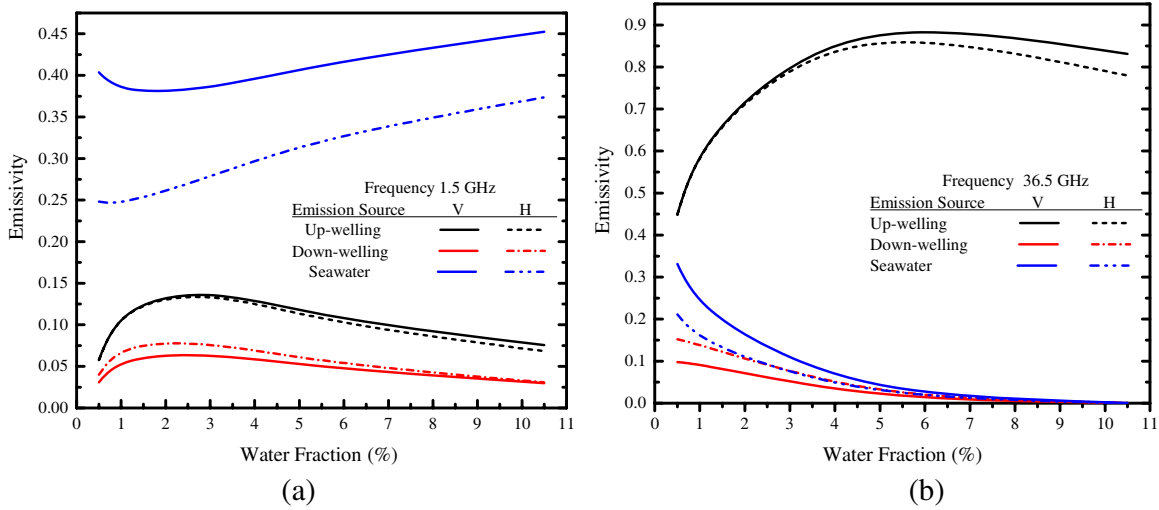 0.45
0.40
0.35
0.30
0.25
0.20
0.15
0.10
0.05
0.00
Emissivity
Frequency 1.5 GHz
Emission Source V H
Up-welling
Down-welling
Seawater
0 1 2 3 4 5 6 7 8 9 10 11
Water Fraction (%)
(a)
0.9
0.8
0.7
0.6
0.5
0.4
0.3
0.2
0.1
0.0
Emissivity
Frequency 36.5 GHz
Emission Source V H
Up-welling
Down-welling
Seawater
0 1 2 3 4 5 6 7 8 9 10 11
Water Fraction (%)
(b)